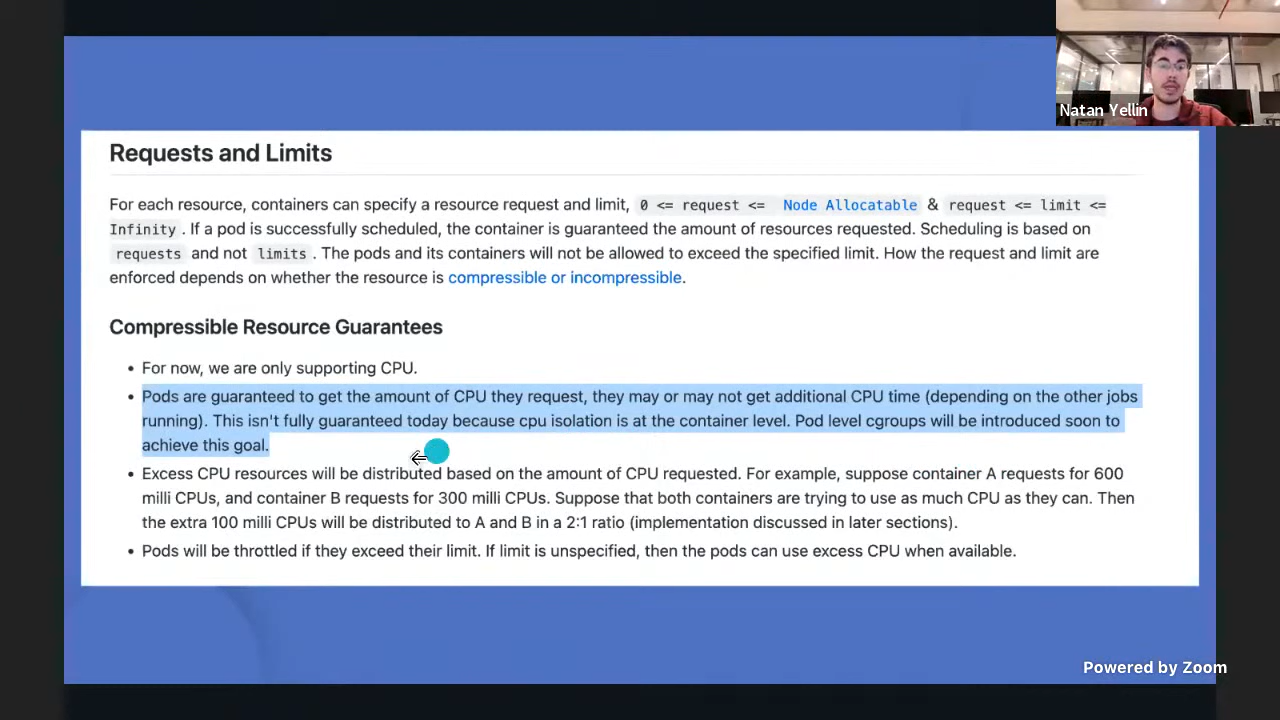 Natan Yellin
Requests and Limits
For each resource, containers can specify a resource request and limit, 0 <= request <= Node Allocatable & request <= limit <=
Infinity . If a pod is successfully scheduled, the container is guaranteed the amount of resources requested. Scheduling is based on
requests and not limits . The pods and its containers will not be allowed to exceed the specified limit. How the request and limit are
enforced depends on whether the resource is compressible or incompressible.
Compressible Resource Guarantees
• For now, we are only supporting CPU.
• Pods are guaranteed to get the amount of CPU they request, they may or may not get additional CPU time (depending on the other jobs
running). This isn't fully guaranteed today because cpu isolation is at the container level. Pod level cgroups will be introduced soon to
achieve this goal.
• Excess CPU resources will be distributed based on the amount of CPU requested. For example, suppose container A requests for 600
milli CPUs, and container B requests for 300 milli CPUs. Suppose that both containers are trying to use as much CPU as they can. Then
the extra 100 milli CPUs will be distributed to A and B in a 2:1 ratio (implementation discussed in later sections).
• Pods will be throttled if they exceed their limit. If limit is unspecified, then the pods can use excess CPU when available.
Powered by Zoom